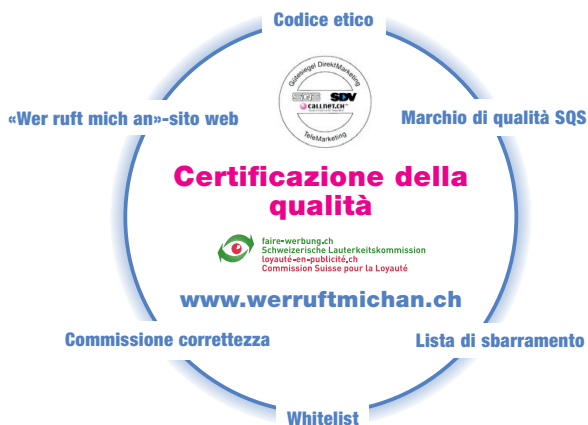 Codice etico
Gütesiegel DirektMarketing
SQS SDV
CALLNET.CH
TeleMarketing
«Wer ruft mich an»-sito web
Marchio di qualità SQS
Certificazione della
qualità
faire-werbung.ch
Schweizerische Lauterkeitskommission
loyauté-en-publicité.ch
Commission Suisse pour la Loyauté
www.werruftmichan.ch
Commissione correttezza
Lista di sbarramento
Whitelist